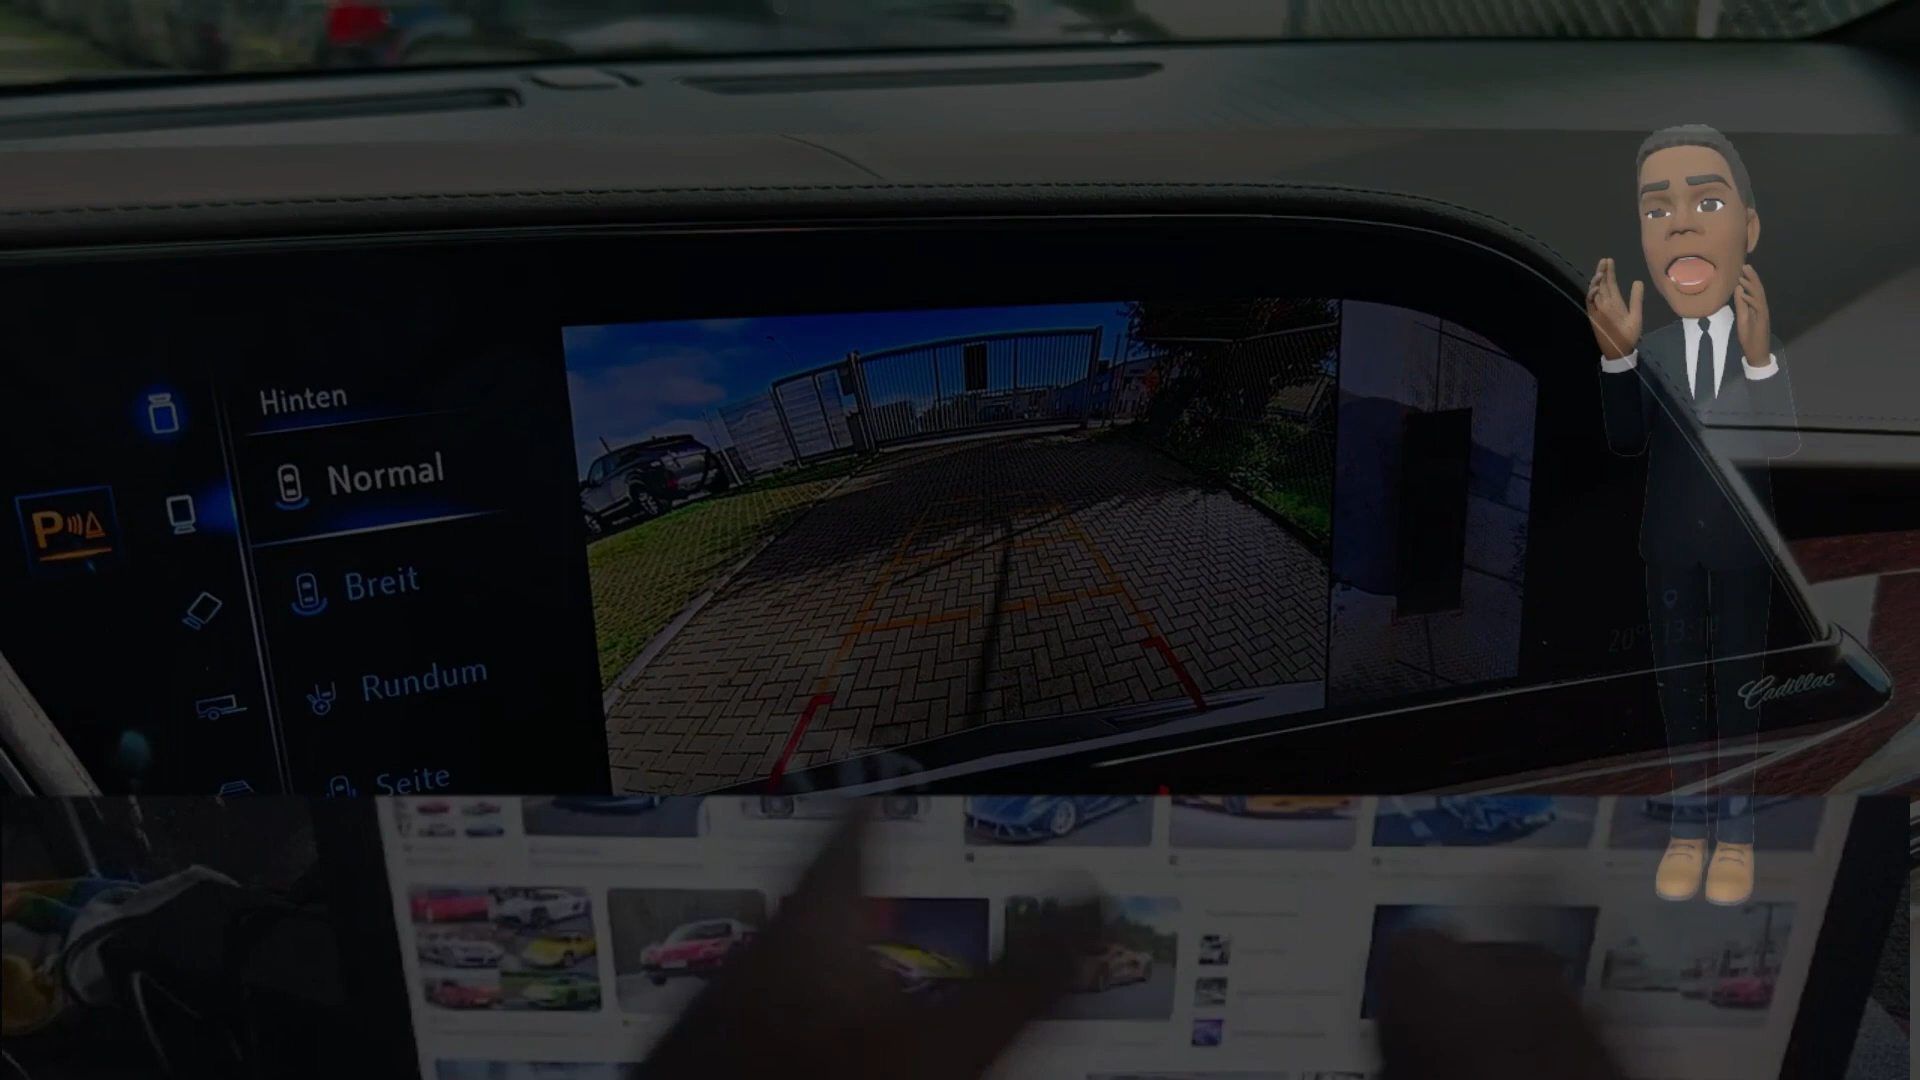 Hinten
Normal
P
Breit
Rundum
Seite
Cadillac